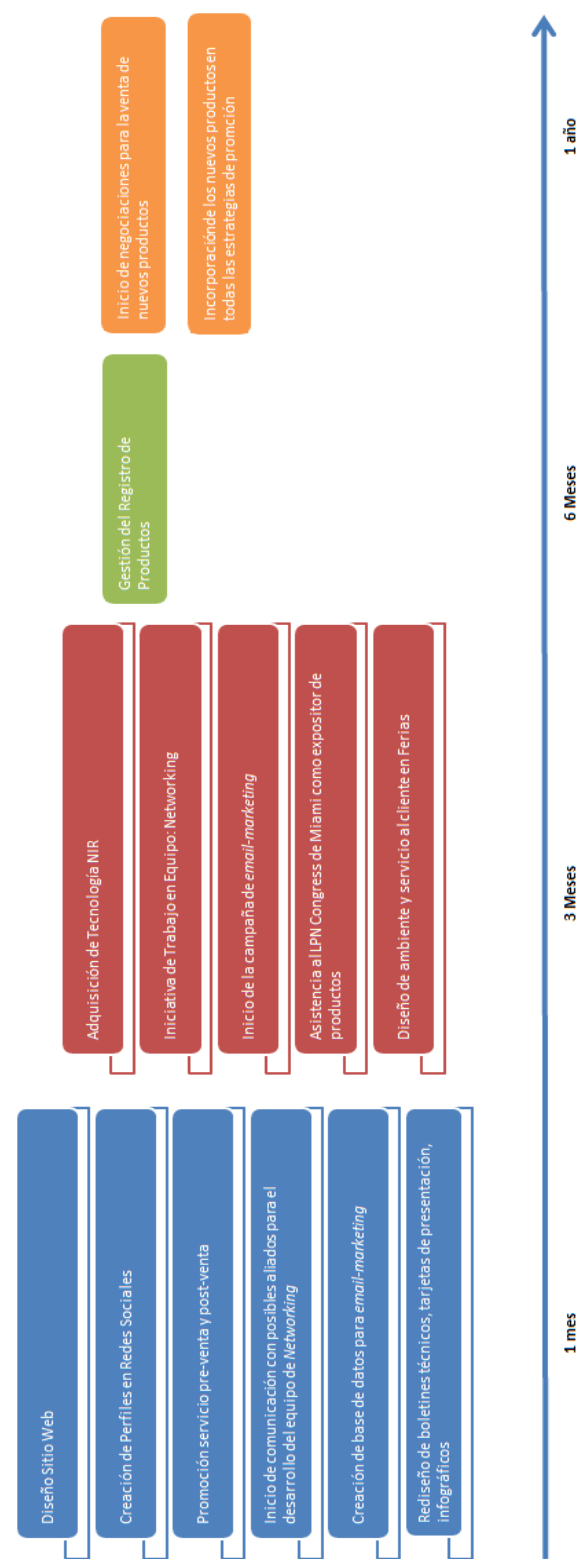 Diseño Sitio Web
Creación de Perfiles en Redes Sociales
Promoción servicio pre-venta y post-venta
Inicio de comunicación con posibles aliados para el
desarrollo del equipo de Networking
Creación de base de datos para email-marketing
Rediseño de boletines técnicos, tarjetas de presentación,
infográficos
Adquisición de Tecnología NIR
Iniciativa de Trabajo en Equipo: Networking
Inicio de la campaña de email-marketing
Asistencia al LPN Congress de Miami como expositor de
productos
Diseño de ambiente y servicio al cliente en Ferias
Gestión del Registro de
Productos
Inicio de negociaciones para la venta de
nuevos productos
Incorporaciónde los nuevos productos en
todas las estrategias de promción
1 mes
3 Meses
6 Meses
1 año